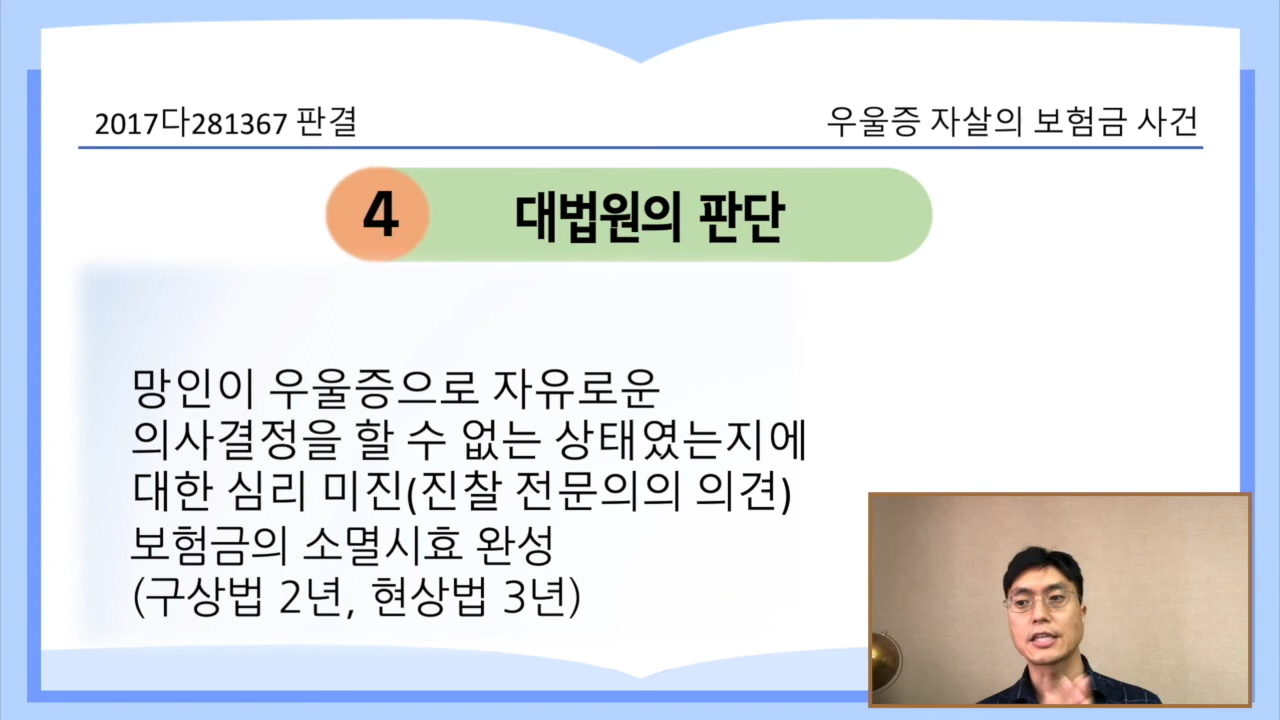 2017다281367 판결
우울증 자살의 보험금 사건
4
대법원의 판단
망인이 우울증으로 자유로운
의사결정을 할 수 없는 상태였는지에
대한 심리 미진(진찰 전문의의 의견)
보험금의 소멸시효 완성
(구상법 2년, 현상법 3년)